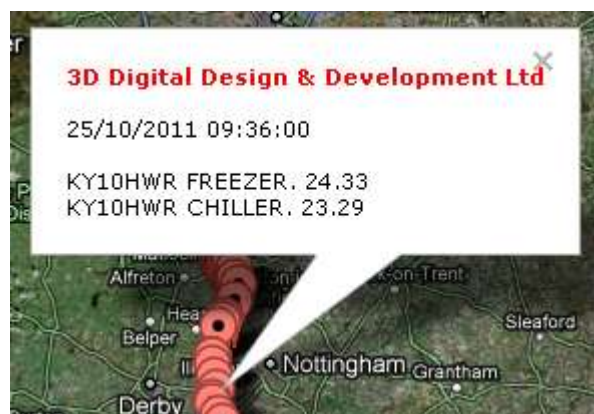 3D Digital Design & Development Ltd
25/10/2011 09:36:00
KY10HWR FREEZER. 24.33
KY10HWR CHILLER. 23.29
Alfreton
Belper
Sleaford
Nottingham
Grantham
Derby